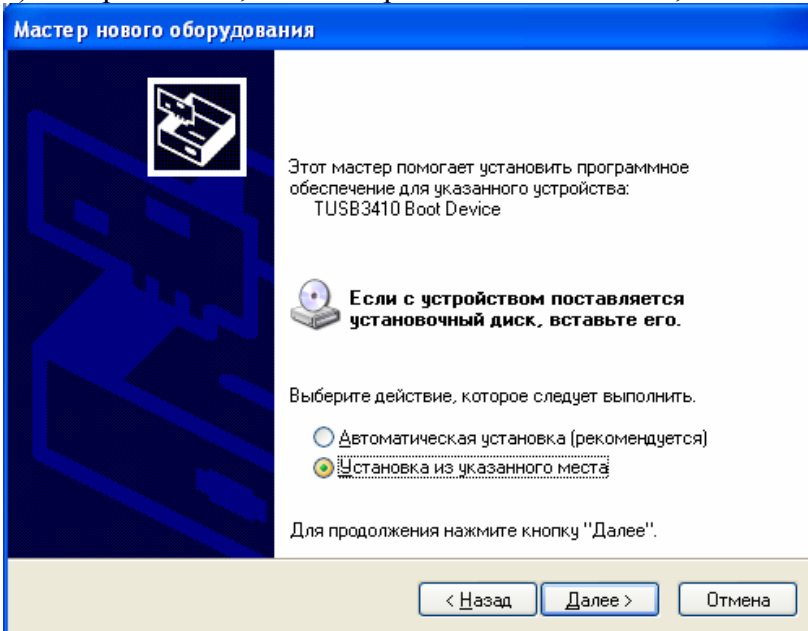 Мастер нового оборудования
Этот мастер помогает установить программное
обеспечение для указанного устройства:
TUSB3410 Boot Device
Если с устройством поставляется
установочный диск, вставьте его.
Выберите действие, которое следует выполнить.
Автоматическая установка (рекомендуется)
Установка из указанного места
Для продолжения нажмите кнопку "Далее".
< Назад
Далее >
Отмена